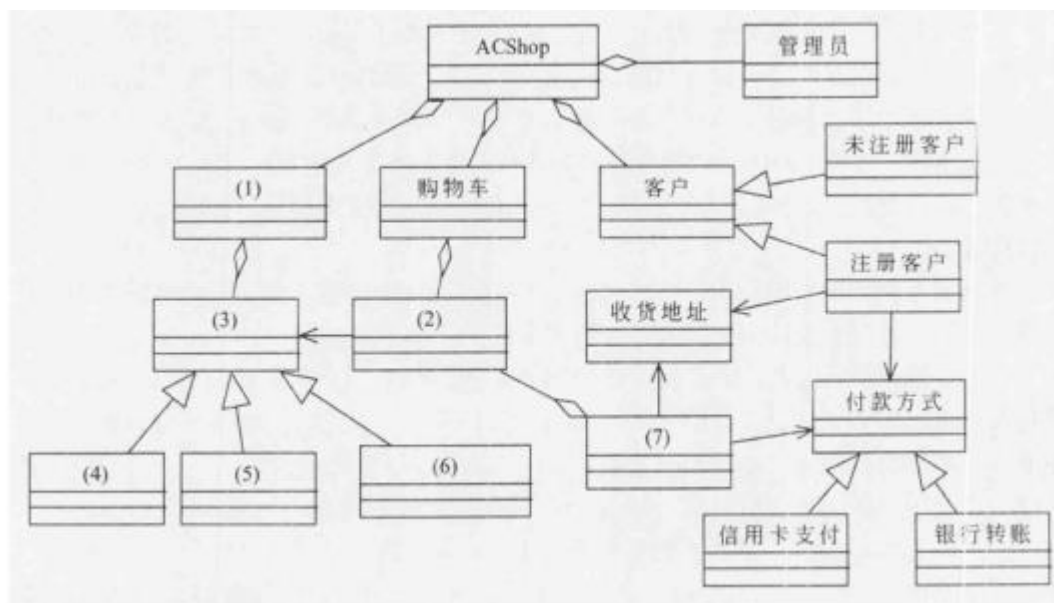 ACShop
管理员
未注册客户
(1)
购物车
客户
注册客户
(3)
(2)
收货地址
付款方式
(4)
(5)
(6)
(7)
信用卡支付
银行转账